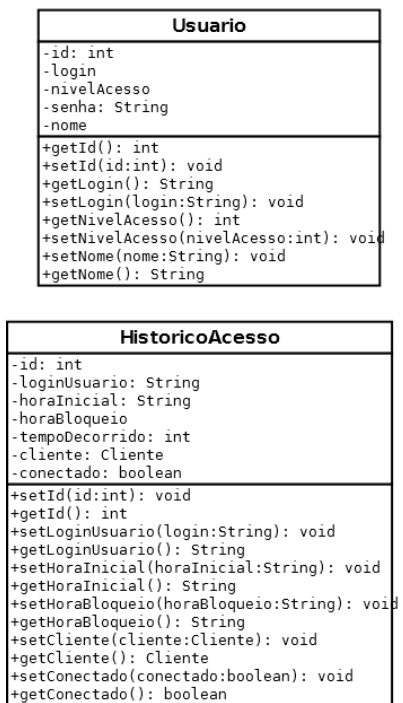 Usuario
-id: int
-login
-nivelAcesso
-senha: String
-nome
+getId(): int
+setId(id:int): void
+getLogin(): String
+setLogin(login:String): void
+getNivelAcesso(): int
+setNivelAcesso(nivelAcesso:int): void
+setNome(nome:String): void
+getNome(): String
HistoricoAcesso
-id: int
-loginUsuario: String
-horaInicial: String
-horaBloqueio
-tempoDecorrido: int
-cliente: Cliente
-conectado: boolean
+setId(id:int): void
+getId(): int
+setLoginUsuario(login:String): void
+getLoginUsuario(): String
+setHoraInicial(horaInicial:String): void
+getHoraInicial(): String
+setHoraBloqueio(horaBloqueio:String): void
+getHoraBloqueio(): String
+setCliente(cliente:Cliente): void
+getCliente(): Cliente
+setConectado(conectado:boolean): void
+getConectado(): boolean